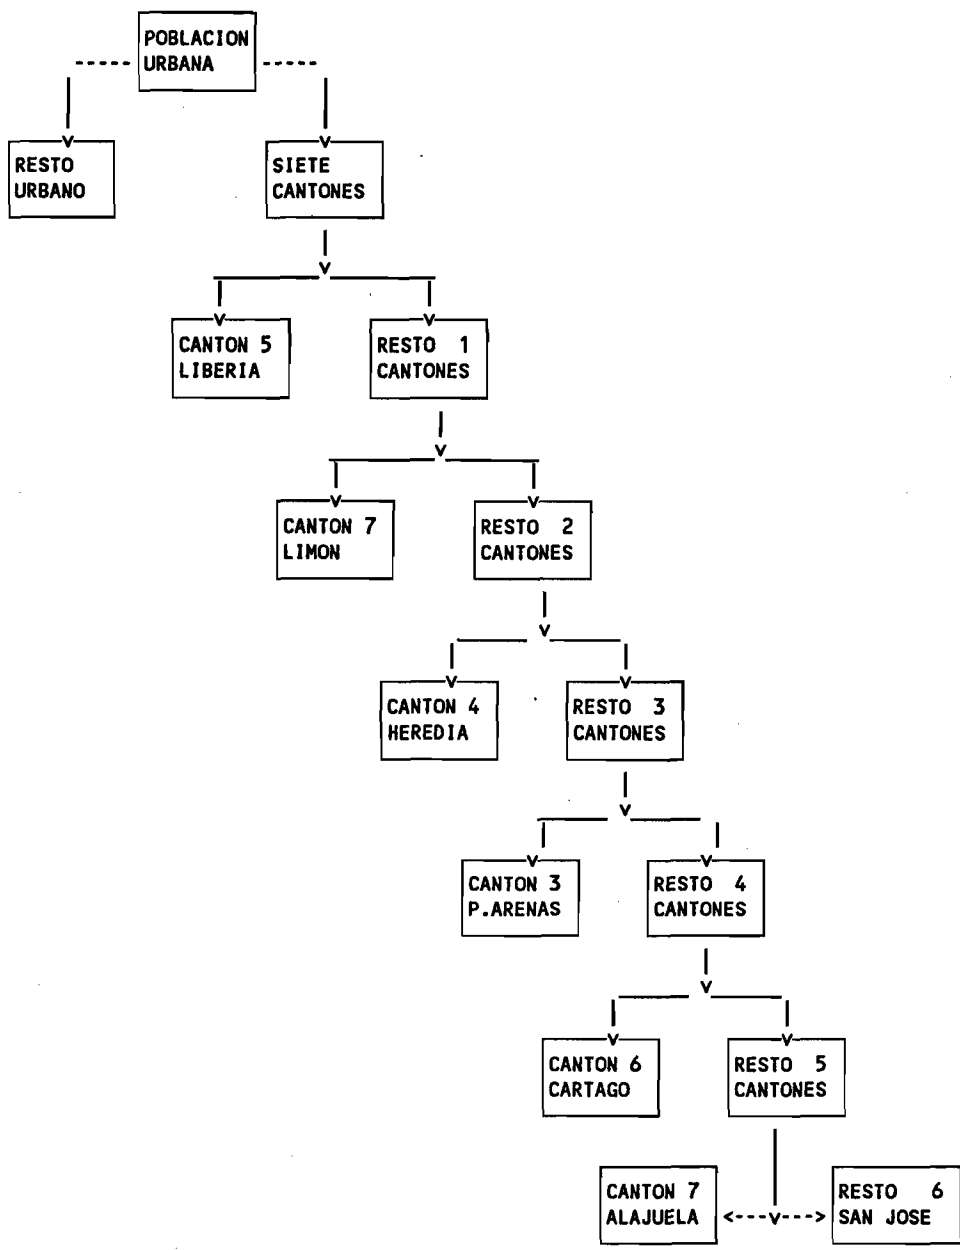 POBLACION
URBANA
RESTO
URBANO
SIETE
CANTONES
CANTON 5
LIBERIA
RESTO 1
CANTONES
CANTON 7
LIMON
RESTO 2
CANTONES
CANTON 4
HEREDIA
RESTO 3
CANTONES
CANTON 3
P.ARENAS
RESTO 4
CANTONES
CANTON 6
CARTAGO
RESTO 5
CANTONES
CANTON 7
ALAJUELA
RESTO 6
SAN JOSE